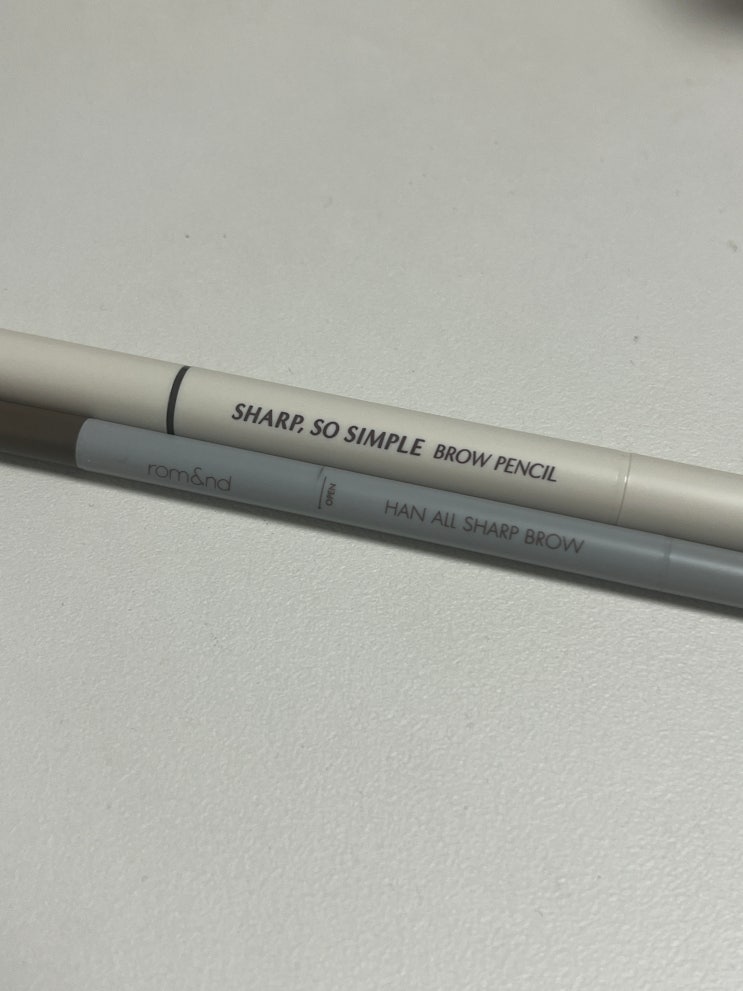 SHARP, SO SIMPLE BROW PENCIL
rom&nd
OPEN
HAN ALL SHARP BROW